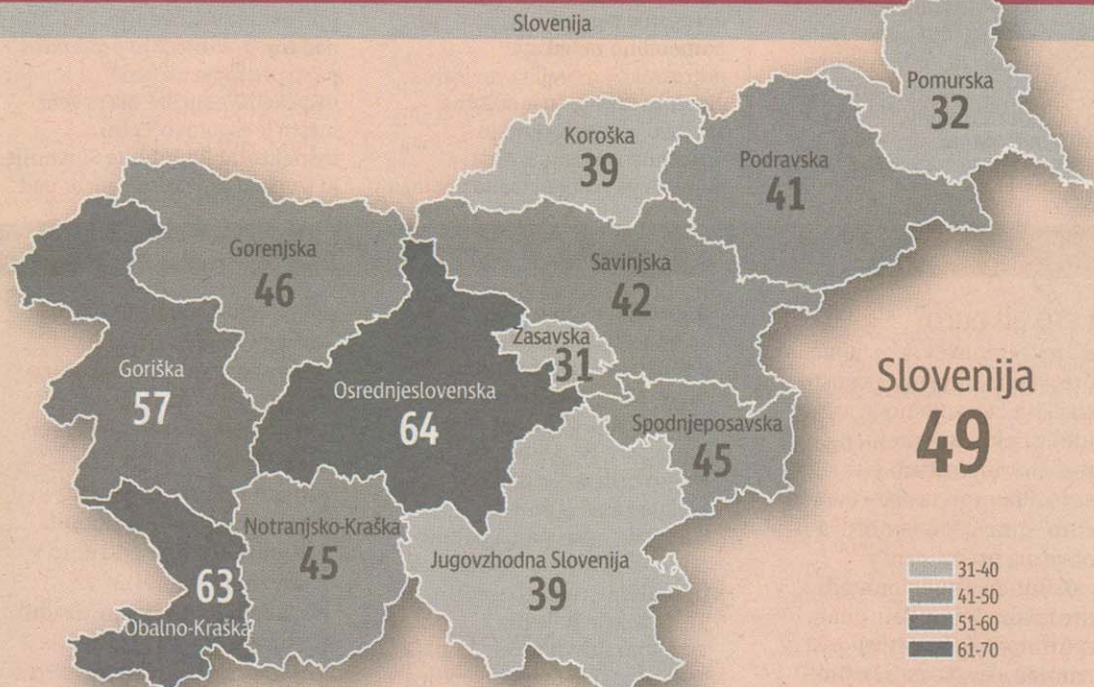 Slovenija
Pomurska
32
Koroška
39
Podravska
41
Gorenjska
46
Savinjska
42
Zasavska
31
Goriška
57
Osrednjeslovenska
64
Spodnjeposavska
45
Slovenija
49
Notranjsko-Kraška
45
Jugovzhodna Slovenija
39
63
Obalno-Kraška
31-40
41-50
51-60
61-70